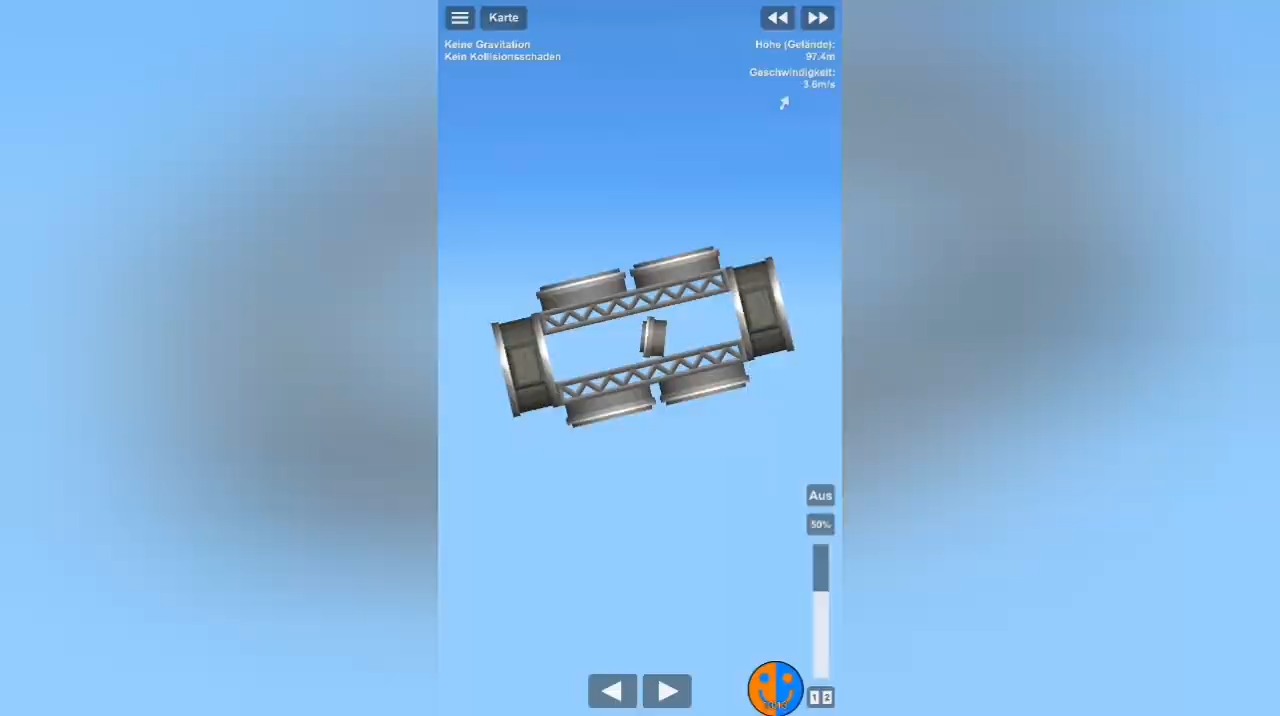 Karte
Keine Gravitation
Kein Kollisionsschaden
Höhe (Gelände):
97.4m
Geschwindigkeit:
3.6m/s
Aus
50%
1 2